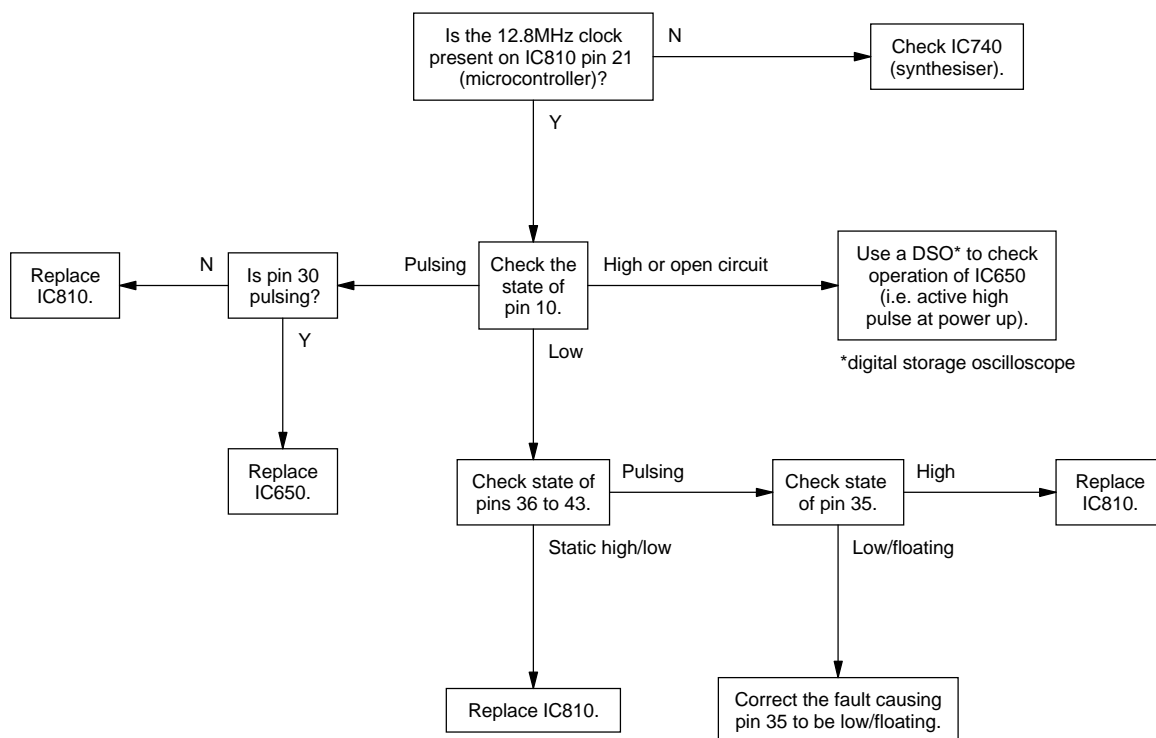 Is the 12.8MHz clock
present on IC810 pin 21
(microcontroller)?
N
Check IC740
(synthesiser).
Y
Replace
IC810.
N
Is pin 30
pulsing?
Pulsing
Check the
state of
pin 10.
High or open circuit
Use a DSO* to check
operation of IC650
(i.e. active high
pulse at power up).
*digital storage oscilloscope
Y
Low
Replace
IC650.
Check state of
pins 36 to 43.
Pulsing
Check state
of pin 35.
High
Replace
IC810.
Static high/low
Low/floating
Replace IC810.
Correct the fault causing
pin 35 to be low/floating.